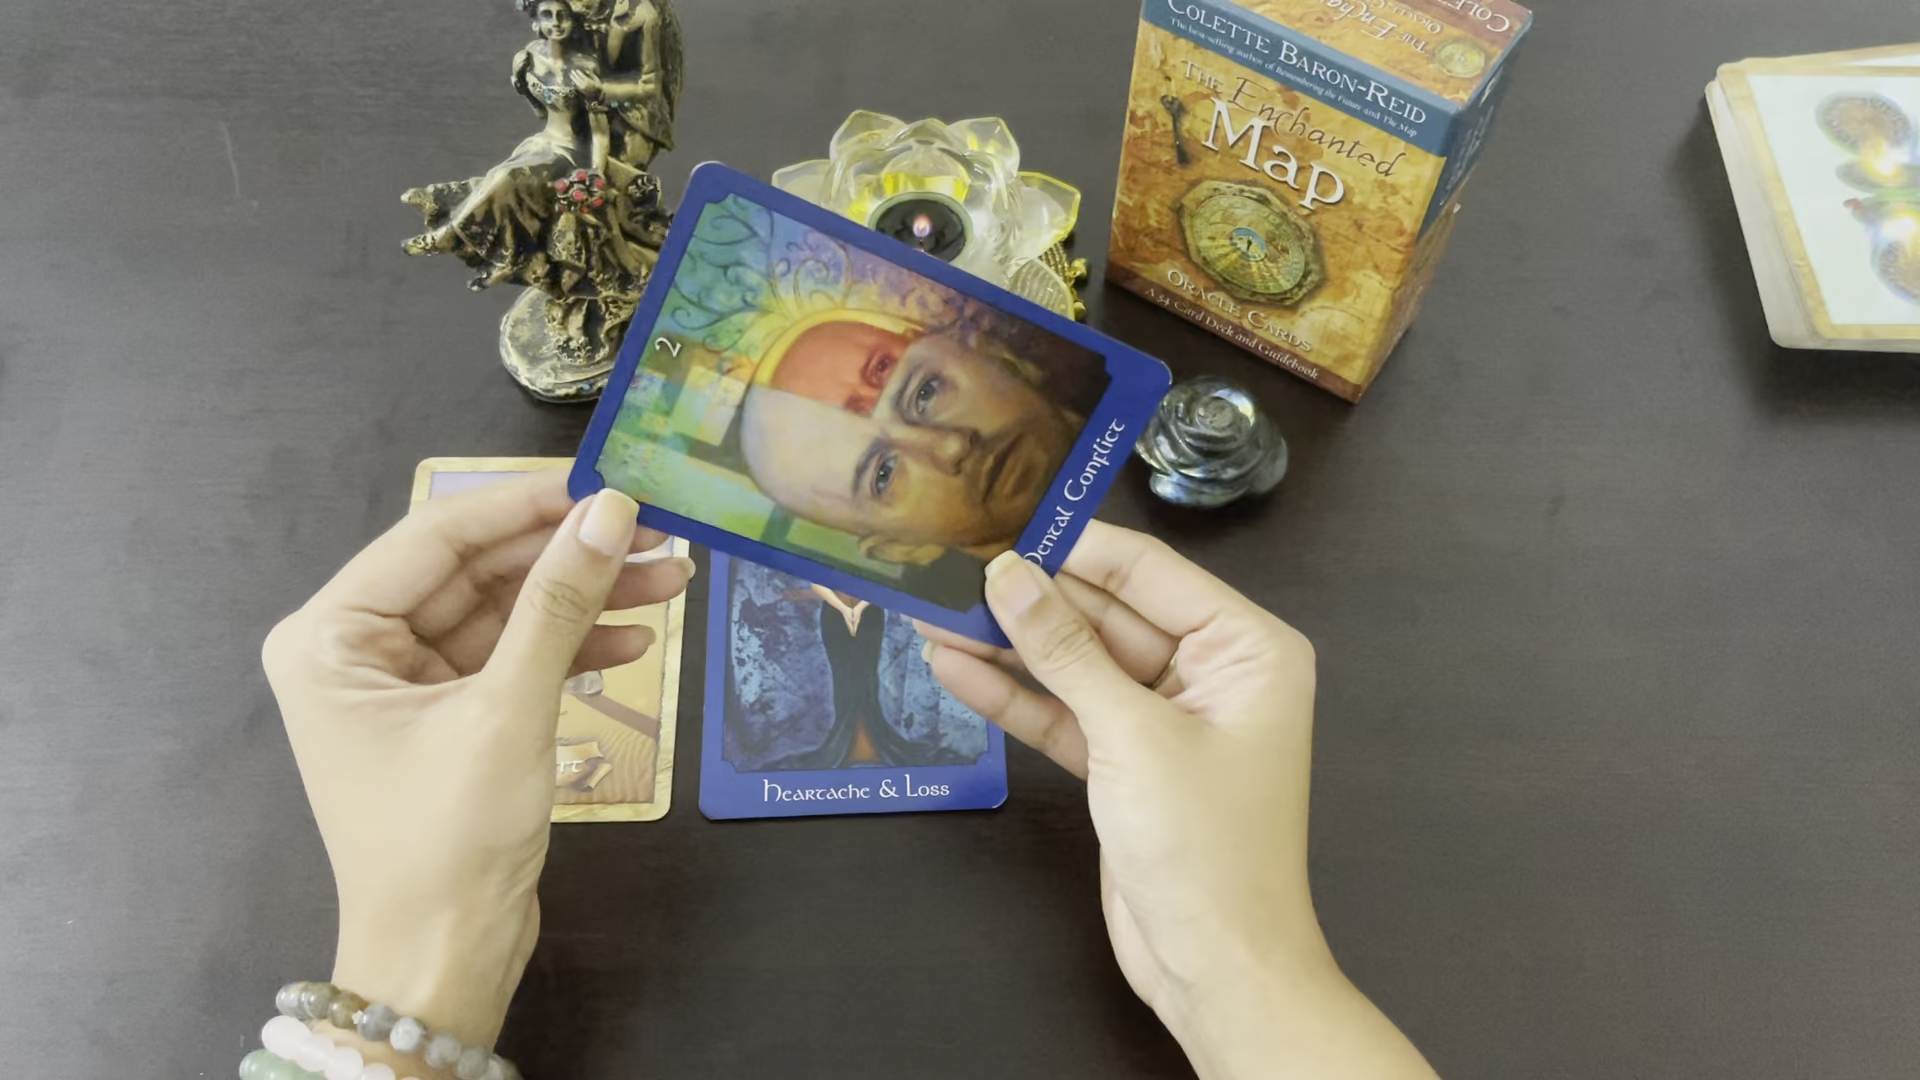 COLETTE BARON-REID
The best-selling author of Remembering the Future and The Map
THE Enchanted
Map
ORACLE CARDS
A 54 Card Deck and Guidebook
2
Mental Conflict
Heartache & Loss